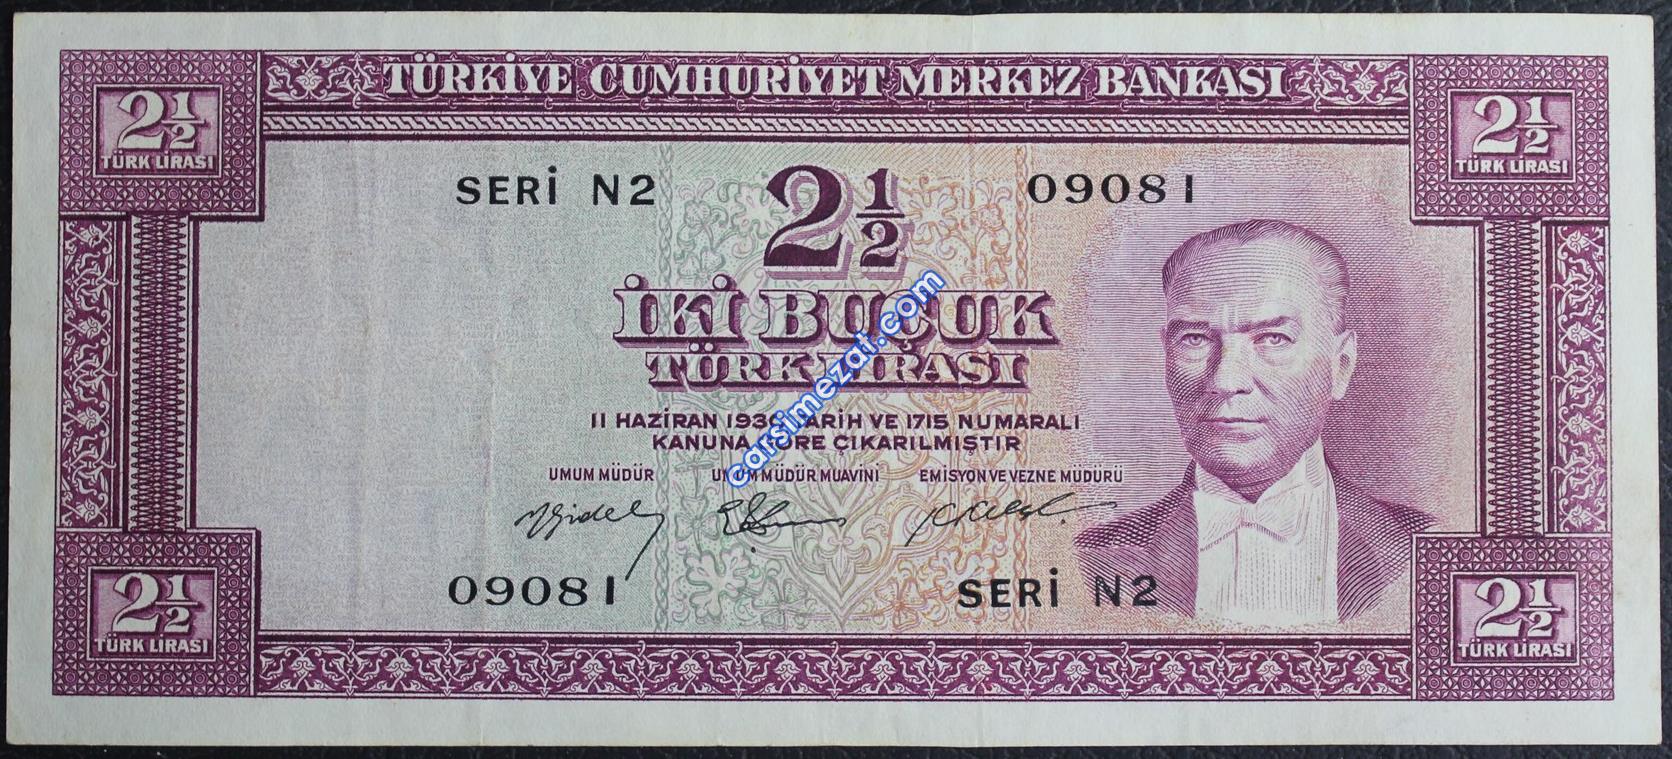 TÜRKİYE CUMHURİYET MERKEZ BANKASI
2½
TÜRK LİRASI
2½
TÜRK LİRASI
SERİ N2
2½
09081
İKİ BUÇUK
TÜRK LİRASI
carsimezat.com
11 HAZİRAN 1930 TARİH VE 1715 NUMARALI
KANUNA GÖRE ÇIKARILMIŞTIR
UMUM MÜDÜR
UMUM MÜDÜR MUAVİNİ
EMİSYON VE VEZNE MÜDÜRÜ
09081
SERİ N2
2½
TÜRK LİRASI
2½
TÜRK LİRASI